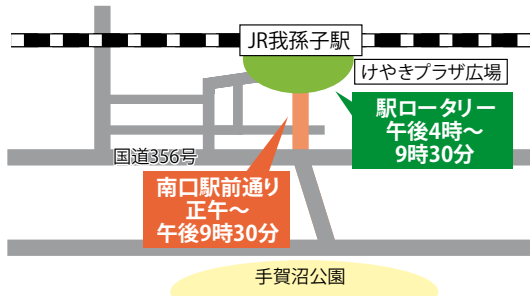 JR我孫子駅
けやきプラザ広場
駅ロータリー
午後4時～
9時30分
国道356号
南口駅前通り
正午～
午後9時30分
手賀沼公園